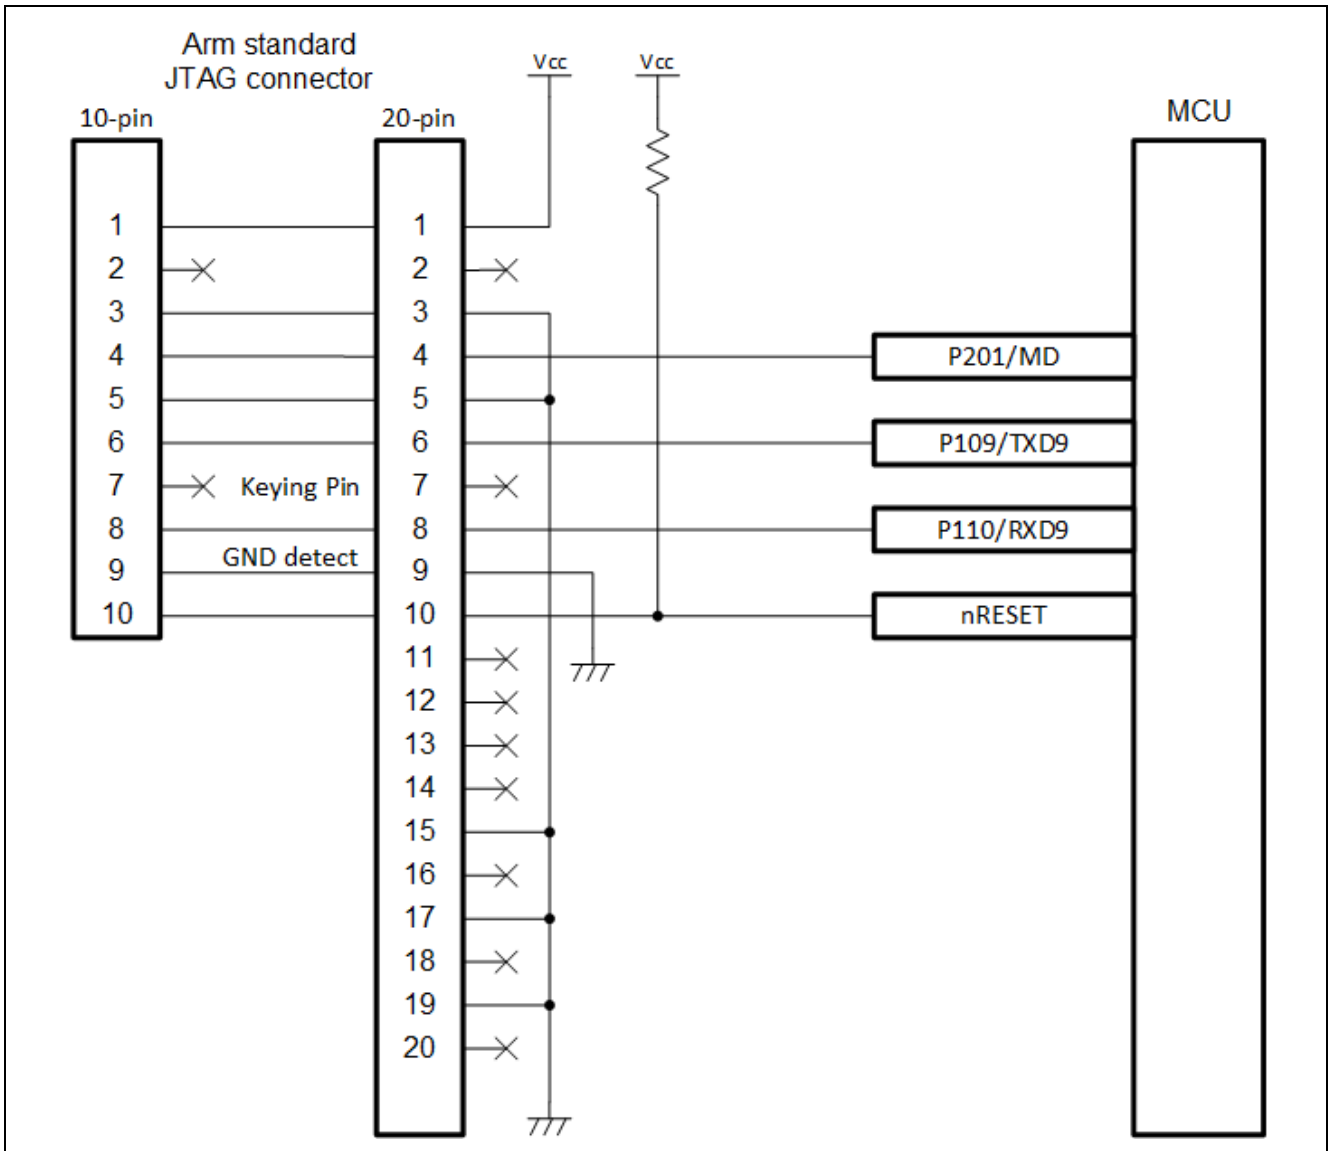 Arm standard
JTAG connector
Vcc
Vcc
10-pin
20-pin
MCU
1
1
2
2
3
3
4
4
P201/MD
5
5
6
6
P109/TXD9
7
Keying Pin
7
8
8
P110/RXD9
GND detect
9
9
10
10
nRESET
11
12
13
14
15
16
17
18
19
20